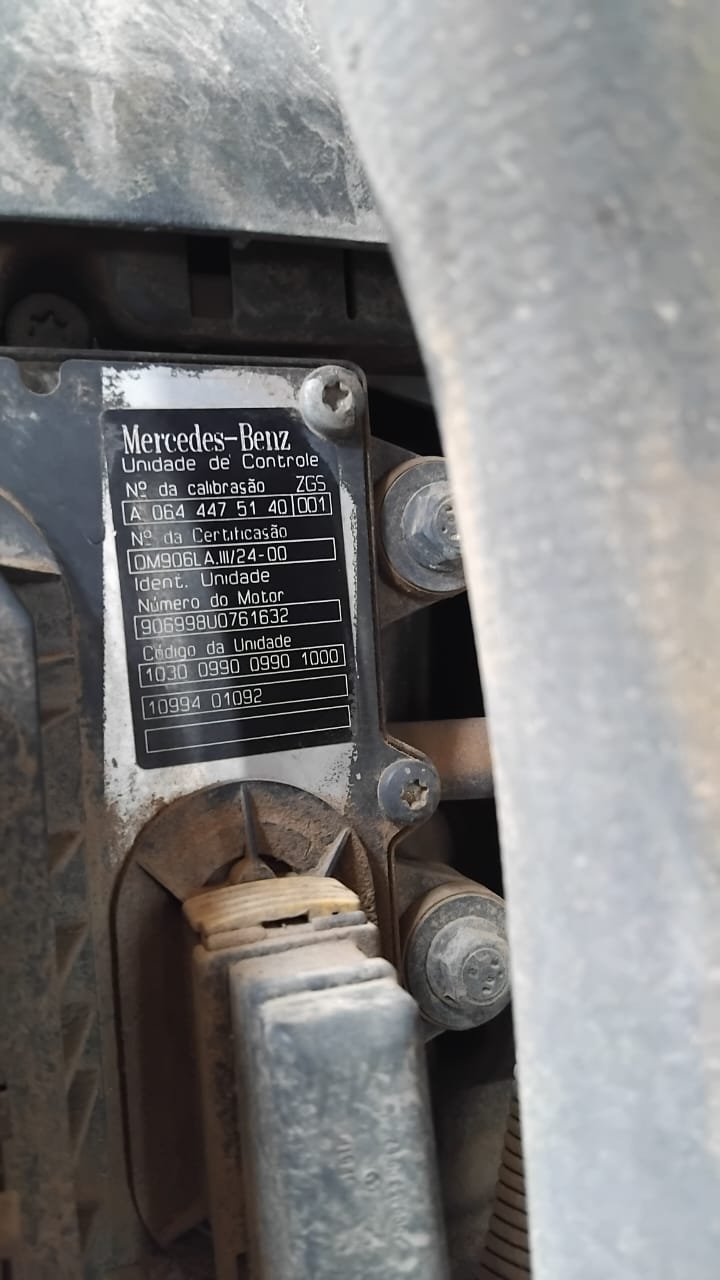 Mercedes-Benz
Unidade de Controle
Nº da calibrasão ZGS
A 064 447 51 40 001
Nº da Certificasão
OM906LA.III/24-00
Ident. Unidade
Número do Motor
906998U0761632
Código da Unidade
1030 0990 0990 1000
10994 01092